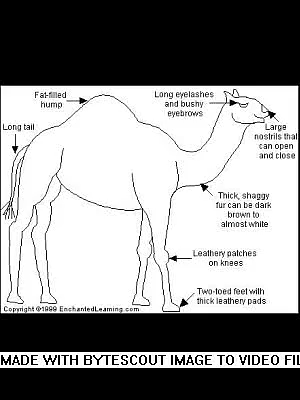 Fat-filled
hump
Long eyelashes
and bushy
eyebrows
Long tail
Large
nostrils that
can open
and close
Thick, shaggy
fur can be dark
brown to
almost white
Leathery patches
on knees
Two-toed feet with
thick leathery pads
Copyright ©1999 EnchantedLearning.com
MADE WITH BYTESCOUT IMAGE TO VIDEO FIL